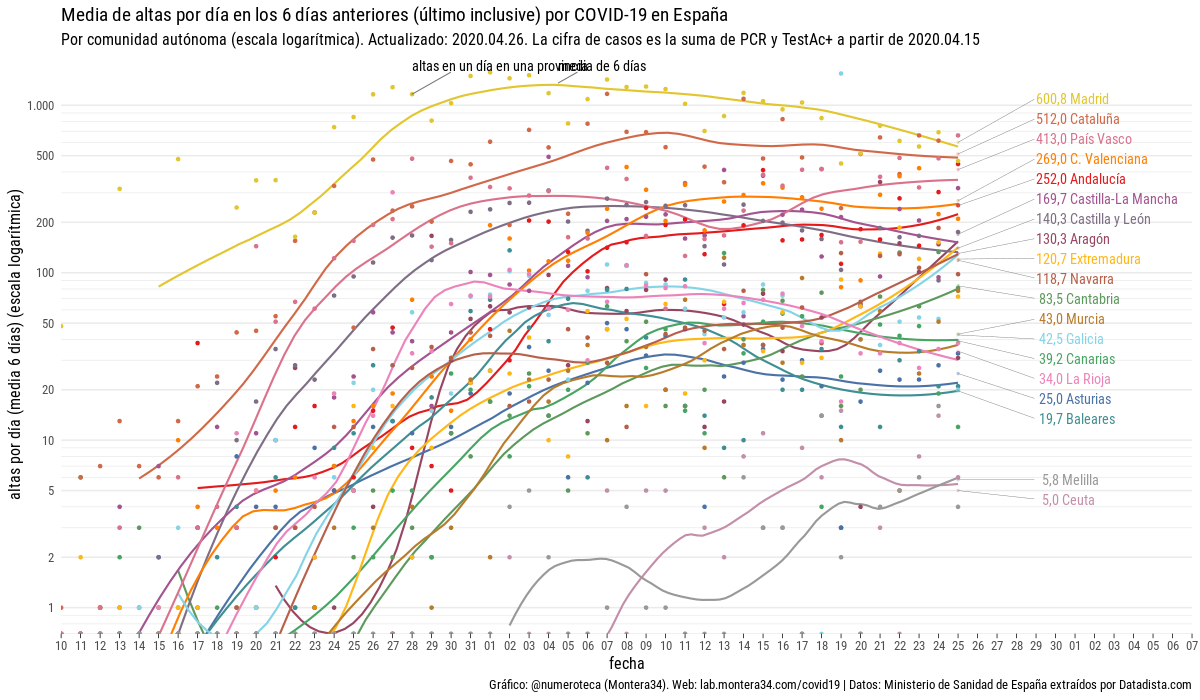 Media de altas por día en los 6 días anteriores (último inclusive) por COVID-19 en España
Por comunidad autónoma (escala logarítmica). Actualizado: 2020.04.26. La cifra de casos es la suma de PCR y TestAc+ a partir de 2020.04.15
altas en un día en una provincia
media de 6 días
altas por día (media 6 días) (escala logarítmica)
1.000
500
200
100
50
20
10
5
2
1
600,8 Madrid
512,0 Cataluña
413,0 País Vasco
269,0 C. Valenciana
252,0 Andalucía
169,7 Castilla-La Mancha
140,3 Castilla y León
130,3 Aragón
120,7 Extremadura
118,7 Navarra
83,5 Cantabria
43,0 Murcia
42,5 Galicia
39,2 Canarias
34,0 La Rioja
25,0 Asturias
19,7 Baleares
5,8 Melilla
5,0 Ceuta
10 11 12 13 14 15 16 17 18 19 20 21 22 23 24 25 26 27 28 29 30 31 01 02 03 04 05 06 07 08 09 10 11 12 13 14 15 16 17 18 19 20 21 22 23 24 25 26 27 28 29 30 01 02 03 04 05 06 07
fecha
Gráfico: @numeroteca (Montera34). Web: lab.montera34.com/covid19 | Datos: Ministerio de Sanidad de España extraídos por Datadista.com